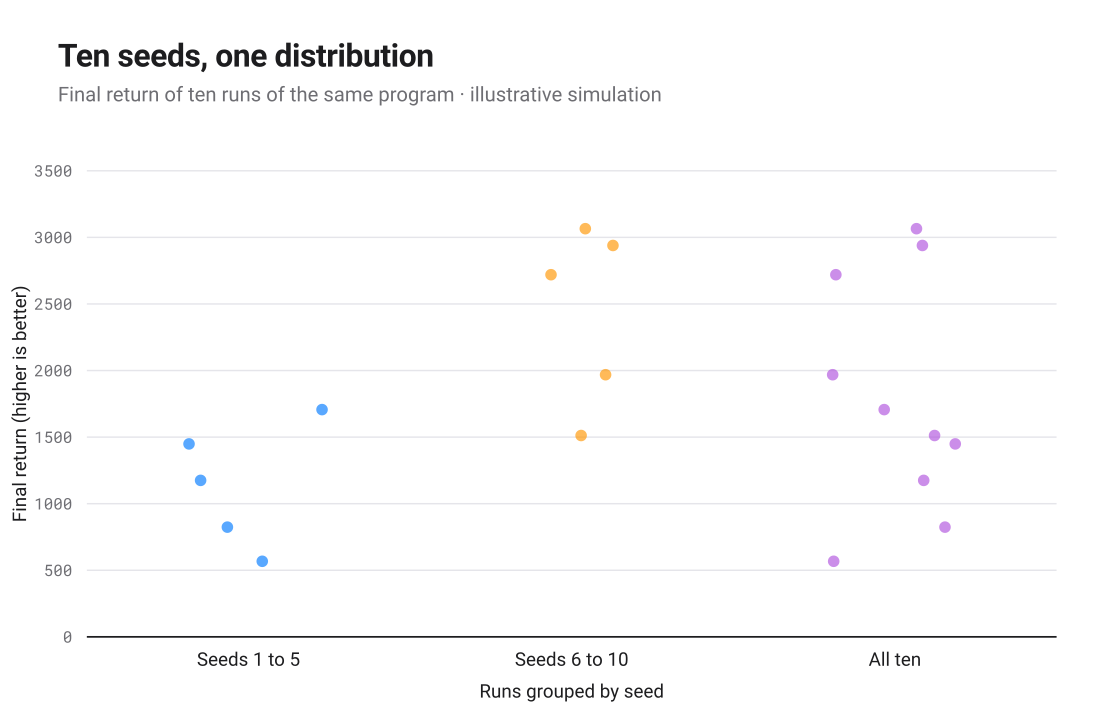 Ten seeds, one distribution
Final return of ten runs of the same program · illustrative simulation
Final return (higher is better)
3500
3000
2500
2000
1500
1000
500
0
Seeds 1 to 5
Seeds 6 to 10
All ten
Runs grouped by seed